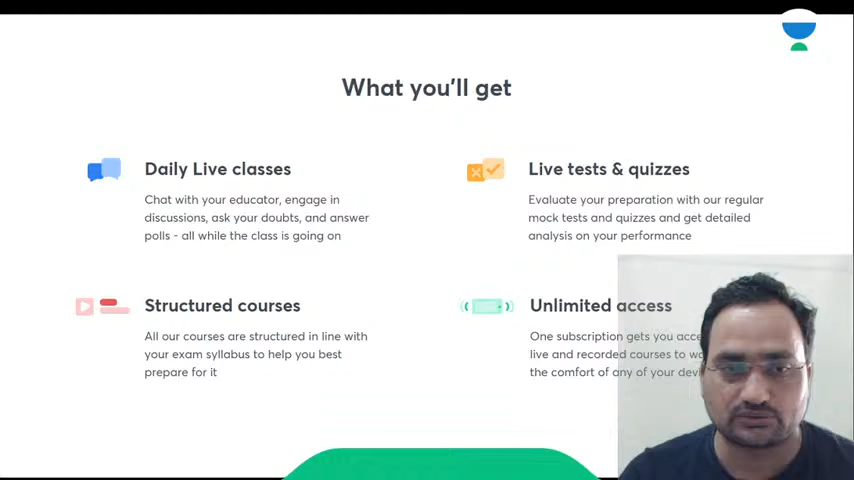 What you'll get
Daily Live classes
Chat with your educator, engage in
discussions, ask your doubts, and answer
polls - all while the class is going on
Live tests & quizzes
Evaluate your preparation with our regular
mock tests and quizzes and get detailed
analysis on your performance
Structured courses
All our courses are structured in line with
your exam syllabus to help you best
prepare for it
Unlimited access
One subscription gets you
live and recorded courses to
the comfort of any of your